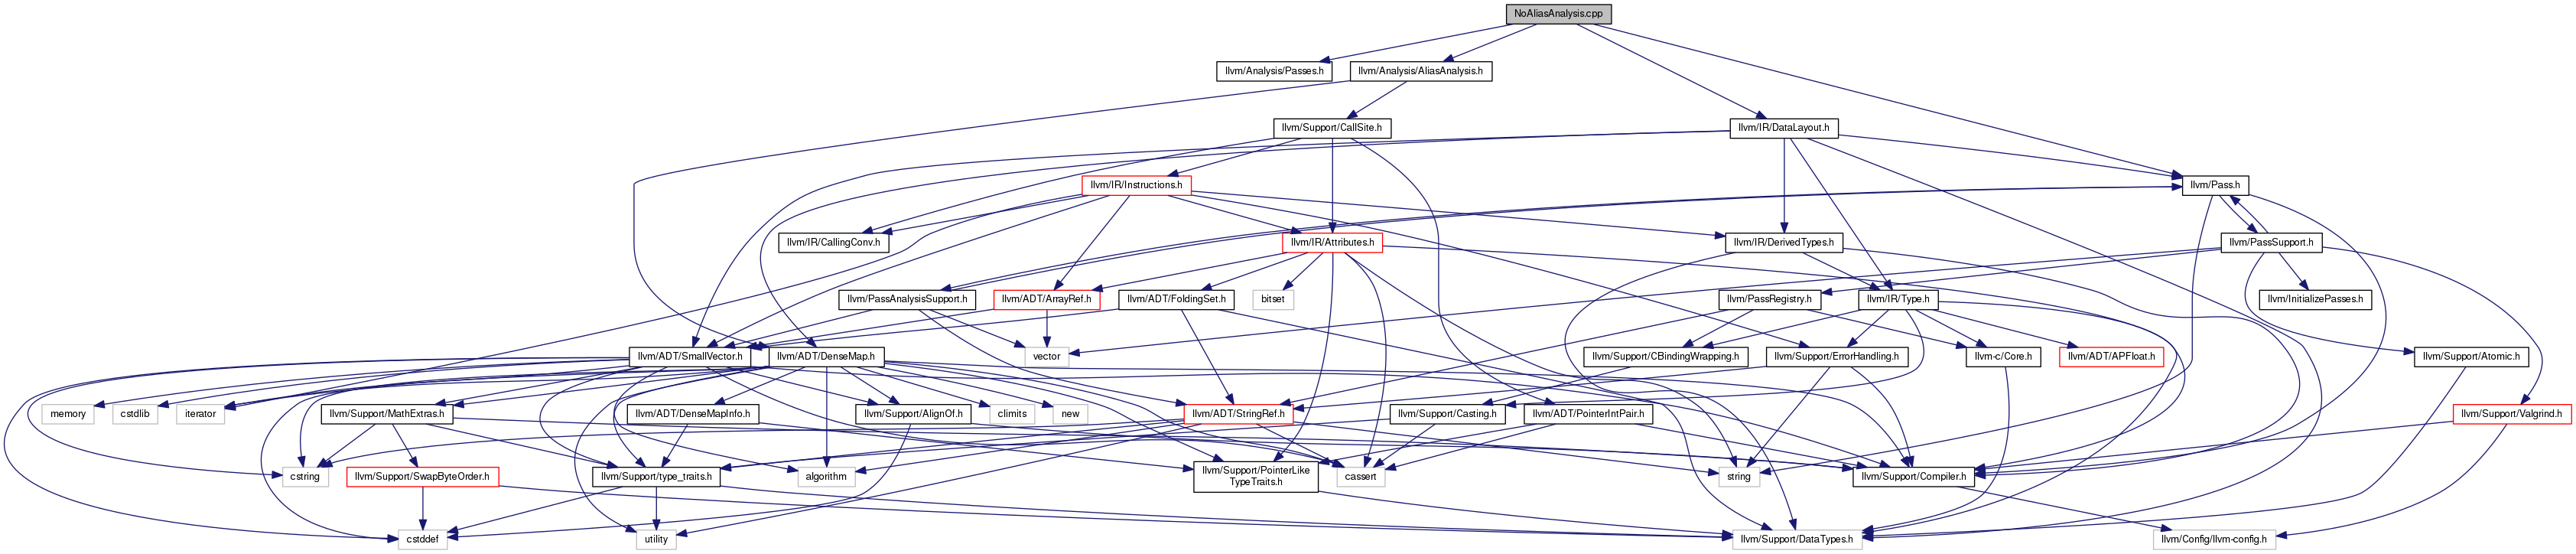 NoAliasAnalysis.cpp
llvm/Analysis/Passes.h
llvm/Analysis/AliasAnalysis.h
llvm/Support/CallSite.h
llvm/IR/DataLayout.h
llvm/IR/Instructions.h
llvm/Pass.h
llvm/IR/CallingConv.h
llvm/IR/Attributes.h
llvm/IR/DerivedTypes.h
llvm/PassSupport.h
llvm/PassAnalysisSupport.h
llvm/ADT/ArrayRef.h
llvm/ADT/FoldingSet.h
bitset
llvm/PassRegistry.h
llvm/IR/Type.h
llvm/InitializePasses.h
llvm/ADT/SmallVector.h
llvm/ADT/DenseMap.h
vector
llvm/Support/CBindingWrapping.h
llvm/Support/ErrorHandling.h
llvm-c/Core.h
llvm/ADT/APFloat.h
llvm/Support/Atomic.h
memory
cstdlib
iterator
llvm/Support/MathExtras.h
llvm/ADT/DenseMapInfo.h
llvm/Support/AlignOf.h
climits
new
llvm/ADT/StringRef.h
llvm/Support/Casting.h
llvm/ADT/PointerIntPair.h
llvm/Support/Valgrind.h
cstring
llvm/Support/SwapByteOrder.h
llvm/Support/type_traits.h
algorithm
llvm/Support/PointerLike
TypeTraits.h
cassert
string
llvm/Support/Compiler.h
cstddef
utility
llvm/Support/DataTypes.h
llvm/Config/llvm-config.h